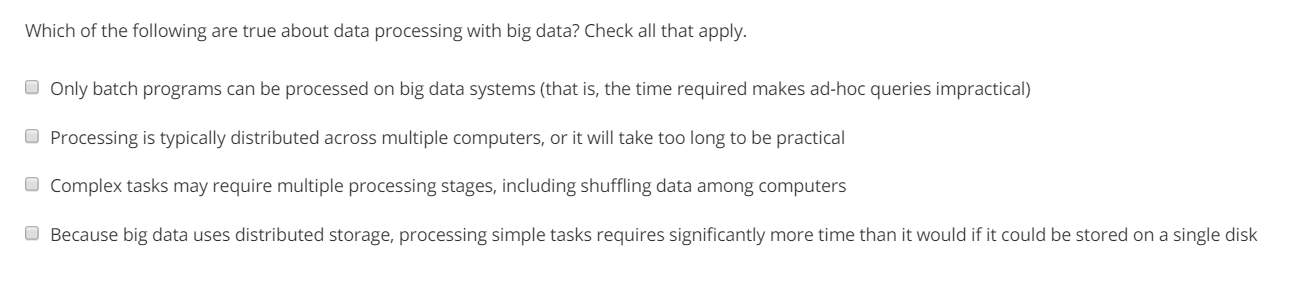 Which of the following are true about data processing with big data? Check all that apply.
Only batch programs can be processed on big data systems (that is, the time required makes ad-hoc queries impractical)
Processing is typically distributed across multiple computers, or it will take too long to be practical
Complex tasks may require multiple processing stages, including shuffling data among computers
Because big data uses distributed storage, processing simple tasks requires significantly more time than it would if it could be stored on a single disk